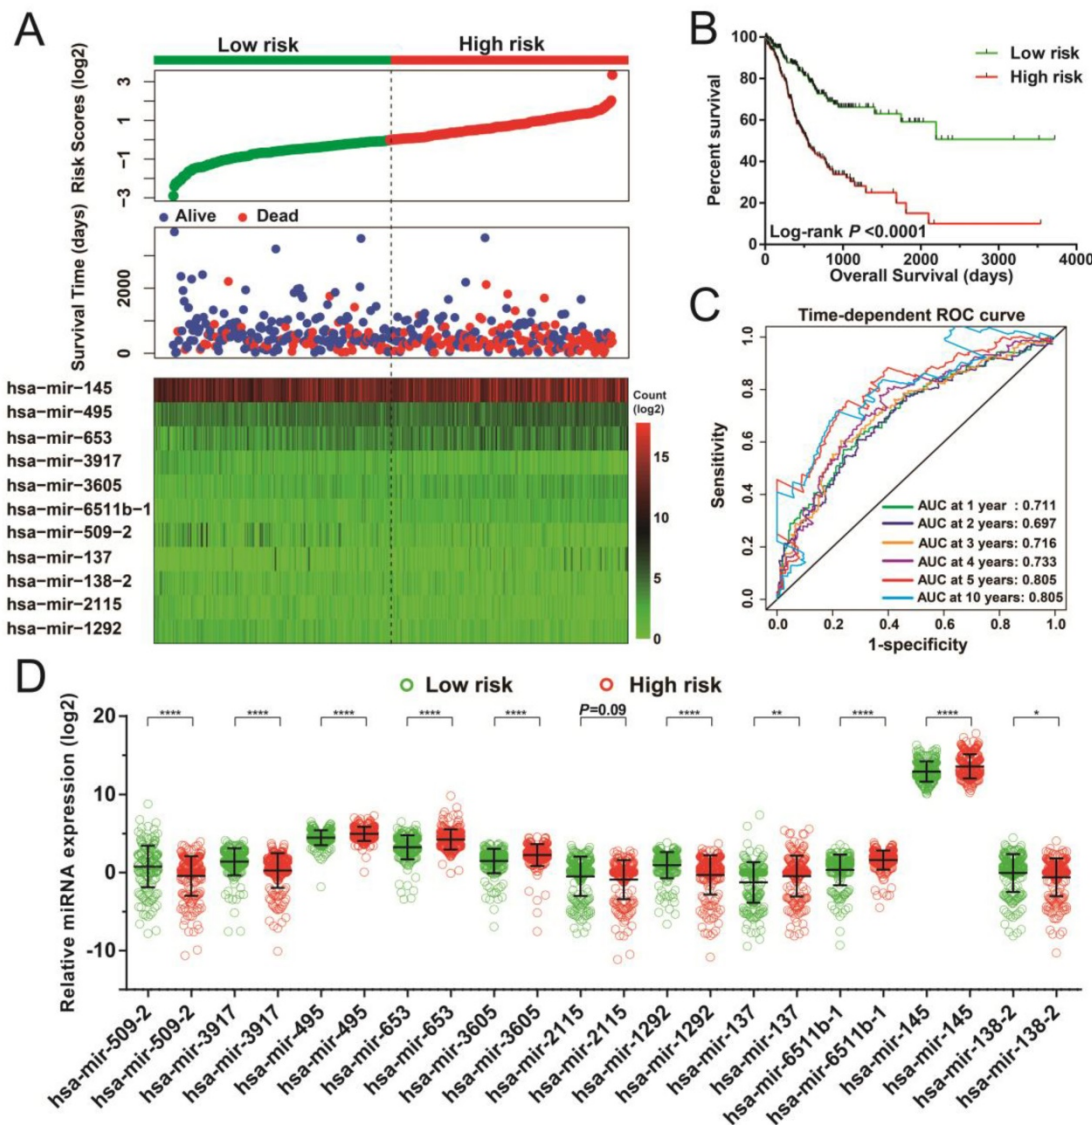 A
Low risk
High risk
Risk Scores (log2)
3
1
−1
−3
Alive
Dead
Survival Time (days)
2000
0
hsa−mir−145
hsa−mir−495
hsa−mir−653
hsa−mir−3917
hsa−mir−3605
hsa−mir−6511b−1
hsa−mir−509−2
hsa−mir−137
hsa−mir−138−2
hsa−mir−2115
hsa−mir−1292
Count
(log2)
15
10
5
0
B
Percent survival
100
80
60
40
20
0
Low risk
High risk
Log-rank P <0.0001
0 1000 2000 3000 4000
Overall Survival (days)
C
Time-dependent ROC curve
Sensitivity
1.0
0.8
0.6
0.4
0.2
0.0
AUC at 1 year : 0.711
AUC at 2 years: 0.697
AUC at 3 years: 0.716
AUC at 4 years: 0.733
AUC at 5 years: 0.805
AUC at 10 years: 0.805
0.0 0.2 0.4 0.6 0.8 1.0
1-specificity
D
Low risk
High risk
Relative miRNA expression (log2)
20
10
0
-10
**** **** **** **** **** P=0.09 **** ** **** **** *
hsa-mir-509-2
hsa-mir-509-2
hsa-mir-3917
hsa-mir-3917
hsa-mir-495
hsa-mir-495
hsa-mir-653
hsa-mir-653
hsa-mir-3605
hsa-mir-3605
hsa-mir-2115
hsa-mir-2115
hsa-mir-1292
hsa-mir-1292
hsa-mir-137
hsa-mir-137
hsa-mir-6511b-1
hsa-mir-6511b-1
hsa-mir-145
hsa-mir-145
hsa-mir-138-2
hsa-mir-138-2